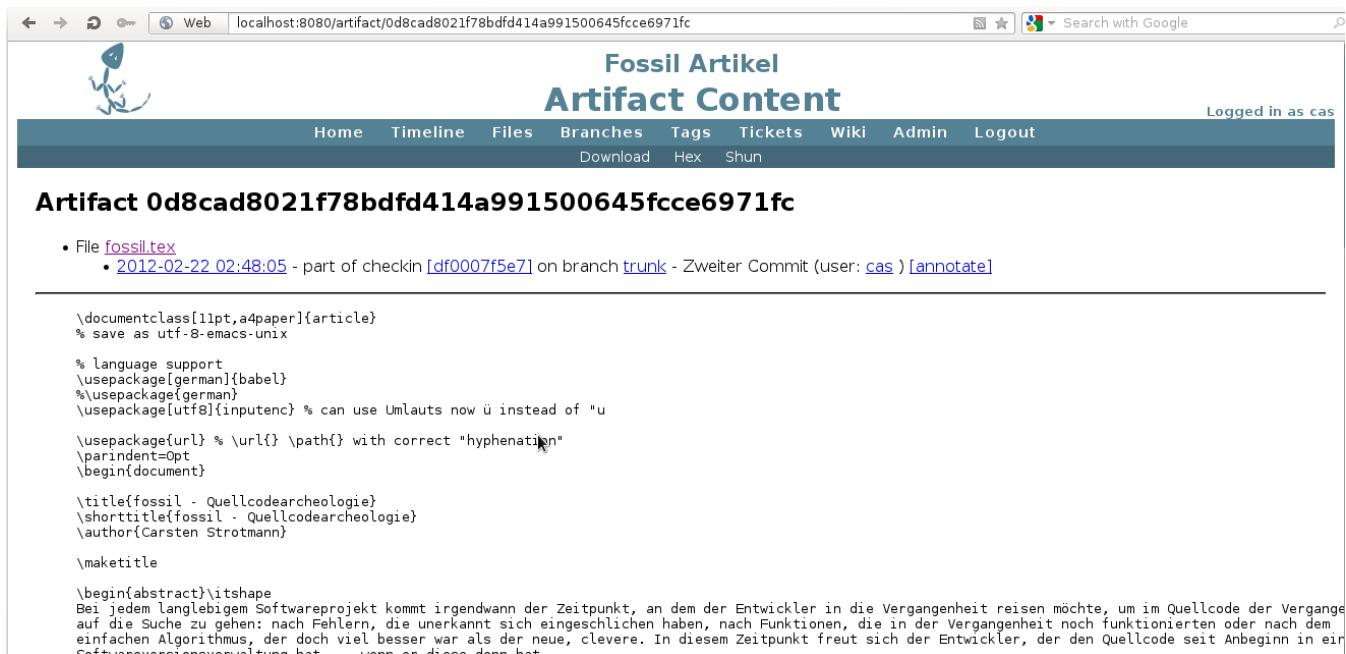 Web localhost:8080/artifact/0d8cad8021f78bdfd414a991500645fcce6971fc Search with Google
Fossil Artikel
Artifact Content
Logged in as cas
Home Timeline Files Branches Tags Tickets Wiki Admin Logout
Download Hex Shun
Artifact 0d8cad8021f78bdfd414a991500645fcce6971fc
• File fossil.tex
• 2012-02-22 02:48:05 - part of checkin [df0007f5e7] on branch trunk - Zweiter Commit (user: cas ) [annotate]
\documentclass[11pt,a4paper]{article}
% save as utf-8-emacs-unix
% language support
\usepackage[german]{babel}
%\usepackage{german}
\usepackage[utf8]{inputenc} % can use Umlauts now ü instead of "u
\usepackage{url} % \url{} \path{} with correct "hyphenation"
\parindent=0pt
\begin{document}
\title{fossil - Quellcodearcheologie}
\shorttitle{fossil - Quellcodearcheologie}
\author{Carsten Strotmann}
\maketitle
\begin{abstract}\itshape
Bei jedem langlebigem Softwareprojekt kommt irgendwann der Zeitpunkt, an dem der Entwickler in die Vergangenheit reisen möchte, um im Quellcode der Vergange
auf die Suche zu gehen: nach Fehlern, die unerkannt sich eingeschlichen haben, nach Funktionen, die in der Vergangenheit noch funktionierten oder nach dem
einfachen Algorithmus, der doch viel besser war als der neue, clevere. In diesem Zeitpunkt freut sich der Entwickler, der den Quellcode seit Anbeginn in ein
Softwareversionsverwaltung hat ... wenn er diese denn hat.